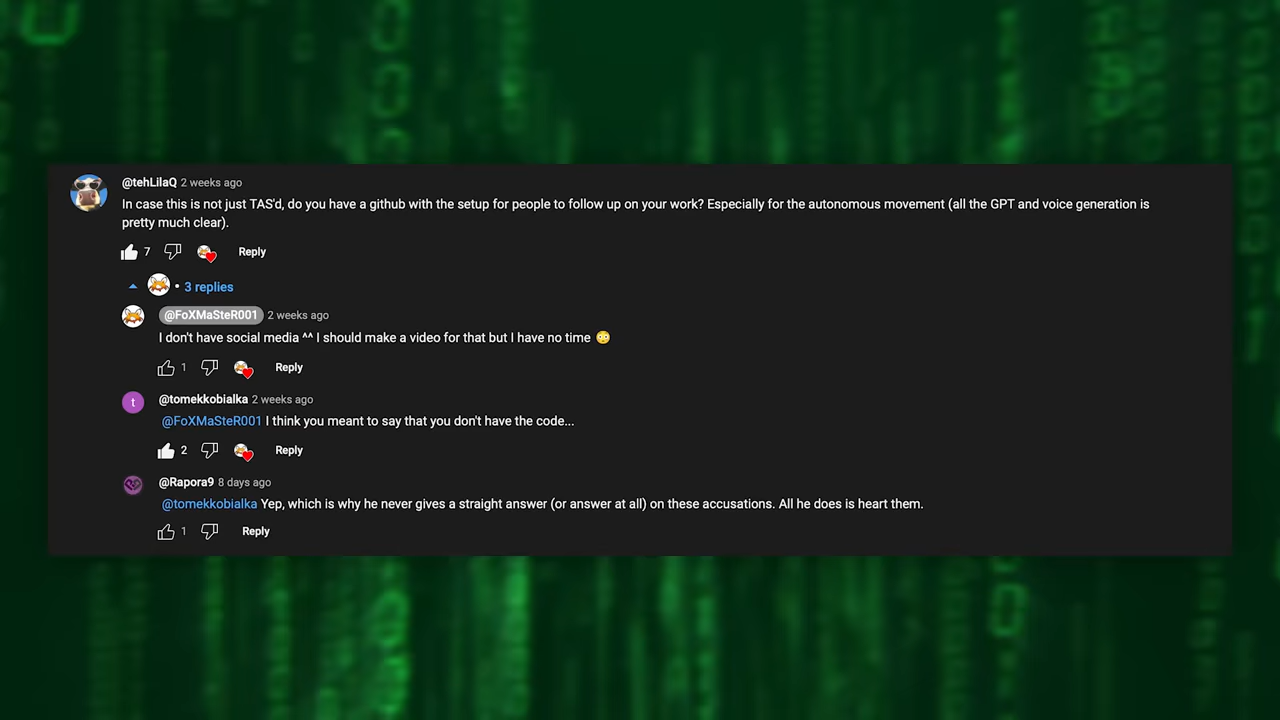 @tehLilaQ 2 weeks ago
In case this is not just TAS'd, do you have a github with the setup for people to follow up on your work? Especially for the autonomous movement (all the GPT and voice generation is
pretty much clear).
7 Reply
• 3 replies
@FoXMaSteR001 2 weeks ago
I don't have social media ^^ I should make a video for that but I have no time 😳
1 Reply
t @tomekkobialka 2 weeks ago
@FoXMaSteR001 I think you meant to say that you don't have the code...
2 Reply
@Rapora9 8 days ago
@tomekkobialka Yep, which is why he never gives a straight answer (or answer at all) on these accusations. All he does is heart them.
1 Reply